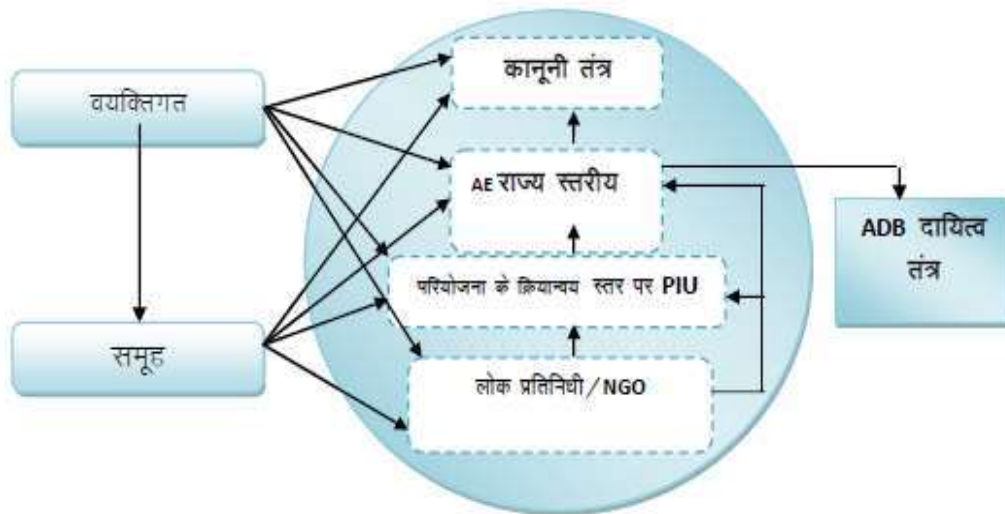 कानूनी तंत्र
वयक्तिगत
AE राज्य स्तरीय
ADB दायित्व
तंत्र
परियोजना के क्रियान्वय स्तर पर PIU
समूह
लोक प्रतिनिधी/NGO